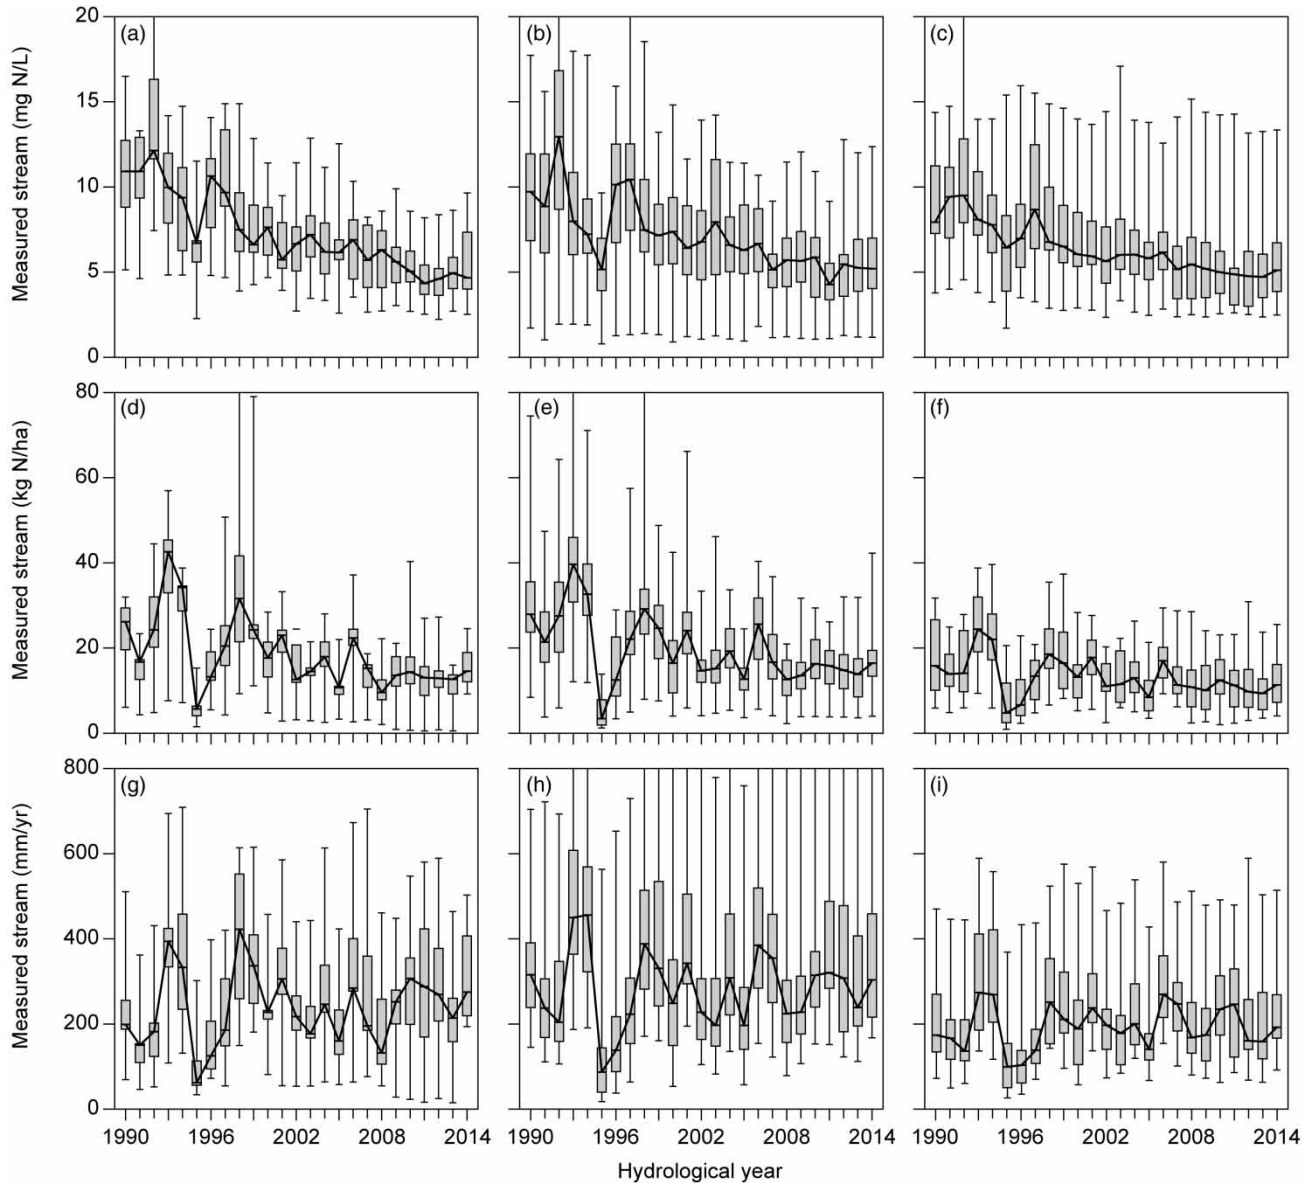 Measured stream (mg N/L)
20
15
10
5
0
(a)
(b)
(c)
Measured stream (kg N/ha)
80
60
40
20
0
(d)
(e)
(f)
Measured stream (mm/yr)
800
600
400
200
0
(g)
(h)
(i)
1990 1996 2002 2008 2014
1990 1996 2002 2008 2014
1990 1996 2002 2008 2014
Hydrological year